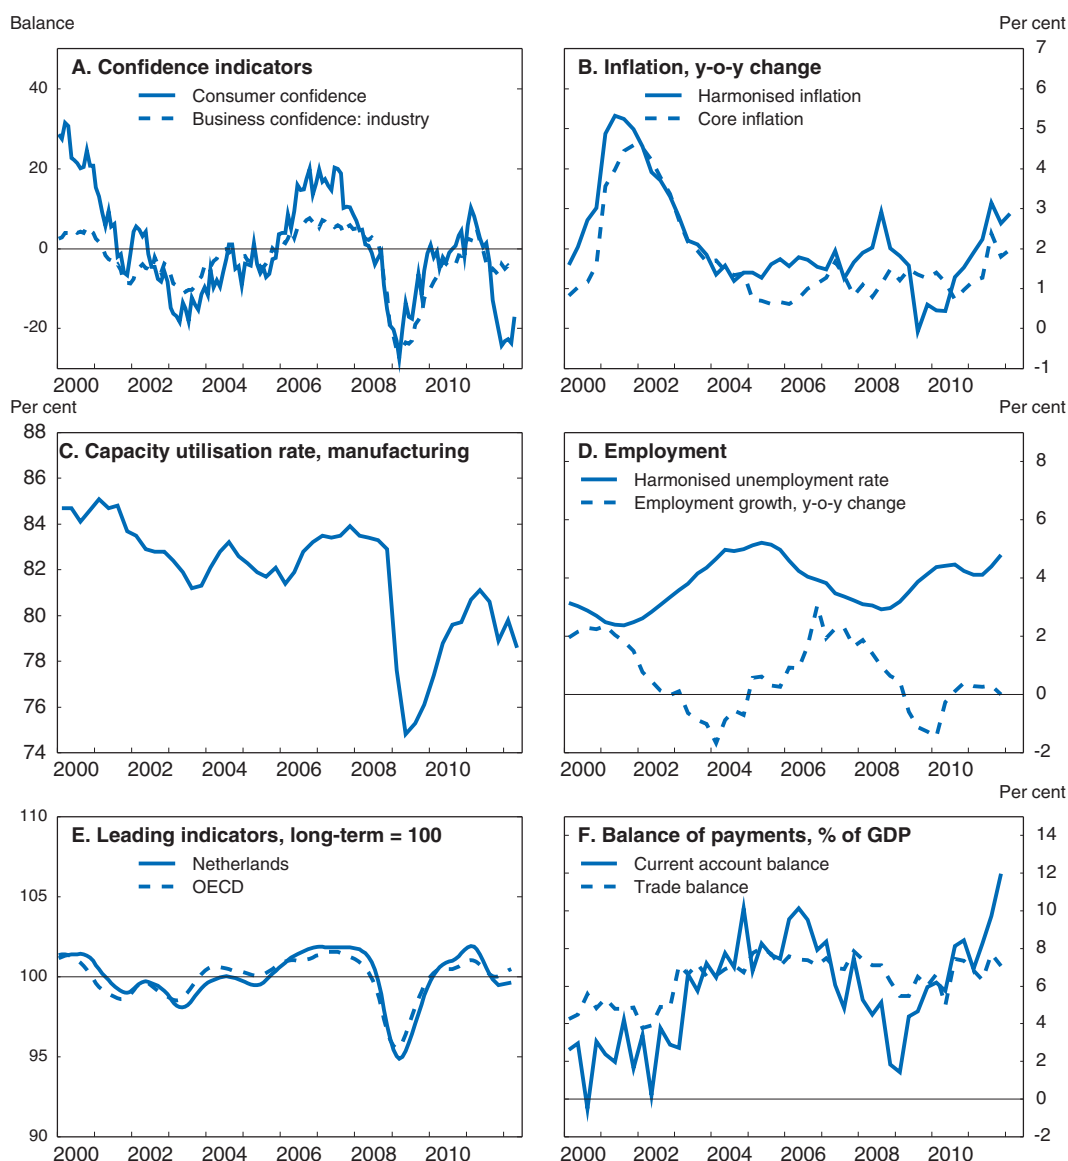 Balance
Per cent
A. Confidence indicators
Consumer confidence
Business confidence: industry
40
20
0
-20
2000 2002 2004 2006 2008 2010
B. Inflation, y-o-y change
Harmonised inflation
Core inflation
7
6
5
4
3
2
1
0
-1
2000 2002 2004 2006 2008 2010
Per cent
Per cent
C. Capacity utilisation rate, manufacturing
88
86
84
82
80
78
76
74
2000 2002 2004 2006 2008 2010
D. Employment
Harmonised unemployment rate
Employment growth, y-o-y change
8
6
4
2
0
-2
2000 2002 2004 2006 2008 2010
Per cent
E. Leading indicators, long-term = 100
Netherlands
OECD
110
105
100
95
90
2000 2002 2004 2006 2008 2010
F. Balance of payments, % of GDP
Current account balance
Trade balance
14
12
10
8
6
4
2
0
-2
2000 2002 2004 2006 2008 2010